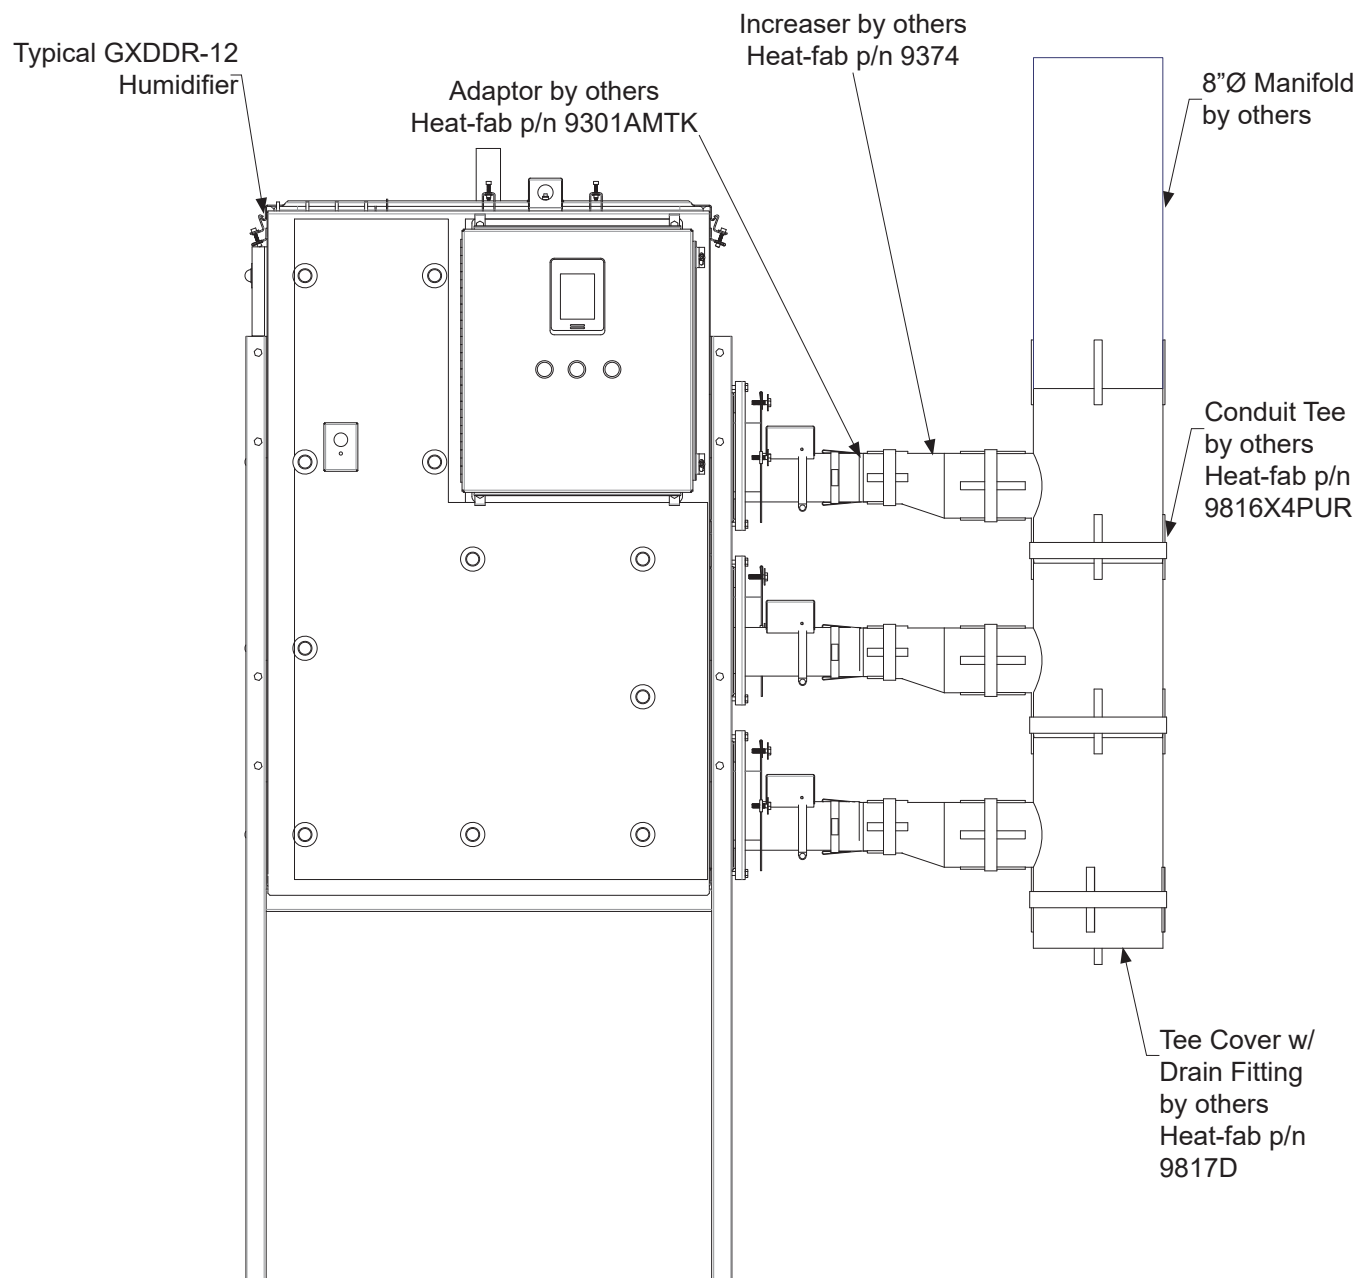 Typical GXDDR-12
Humidifier
Adaptor by others
Heat-fab p/n 9301AMTK
Increaser by others
Heat-fab p/n 9374
8”Ø Manifold
by others
Conduit Tee
by others
Heat-fab p/n
9816X4PUR
Tee Cover w/
Drain Fitting
by others
Heat-fab p/n
9817D